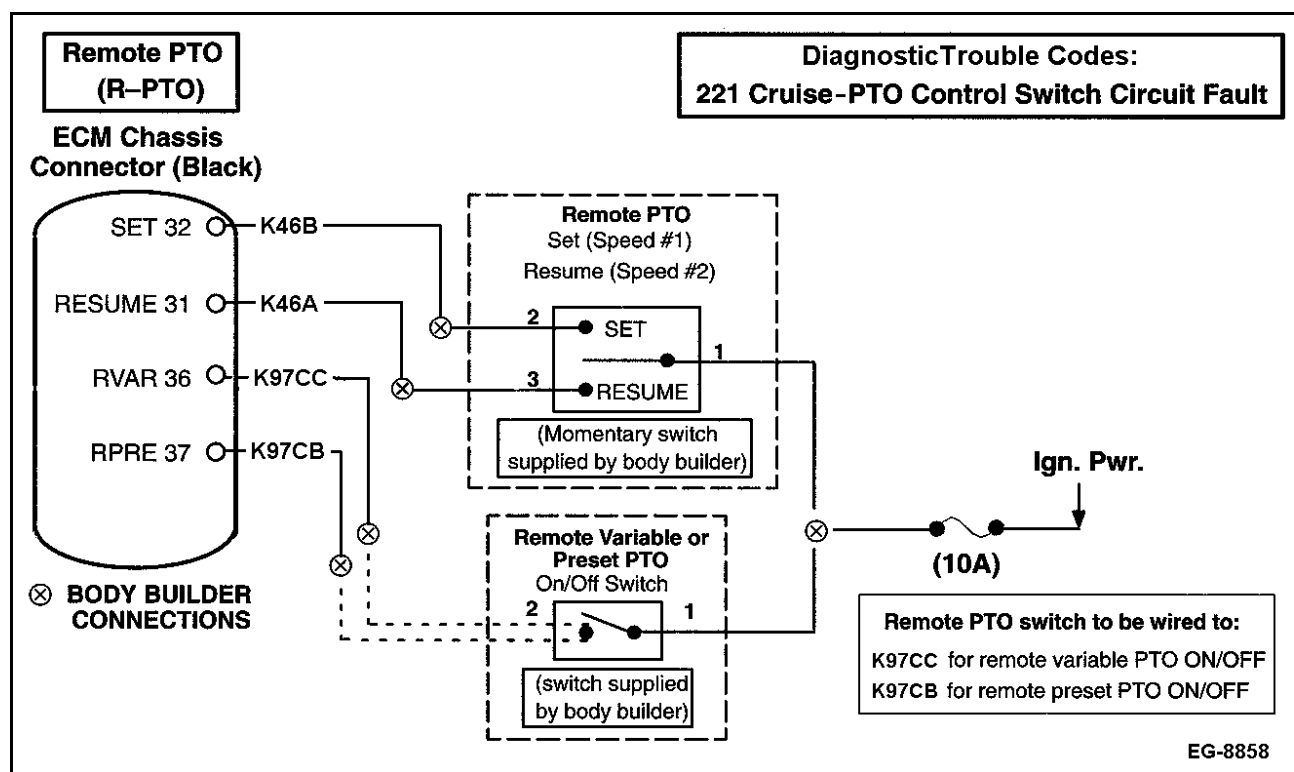 Remote PTO
(R–PTO)
DiagnosticTrouble Codes:
221 Cruise-PTO Control Switch Circuit Fault
ECM Chassis
Connector (Black)
SET 32
K46B
RESUME 31
K46A
RVAR 36
K97CC
RPRE 37
K97CB
Remote PTO
Set (Speed #1)
Resume (Speed #2)
2
SET
1
3
RESUME
(Momentary switch
supplied by body builder)
Ign. Pwr.
(10A)
Remote Variable or
Preset PTO
On/Off Switch
2
1
(switch supplied
by body builder)
BODY BUILDER
CONNECTIONS
Remote PTO switch to be wired to:
K97CC for remote variable PTO ON/OFF
K97CB for remote preset PTO ON/OFF
EG-8858